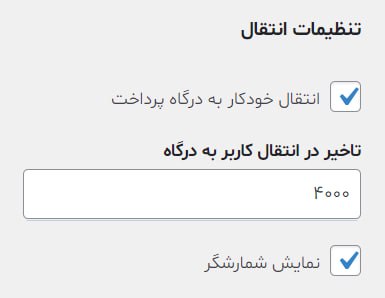 تنظیمات انتقال
انتقال خودکار به درگاه پرداخت
تاخیر در انتقال کاربر به درگاه
۴۰۰۰
نمایش شمارشگر